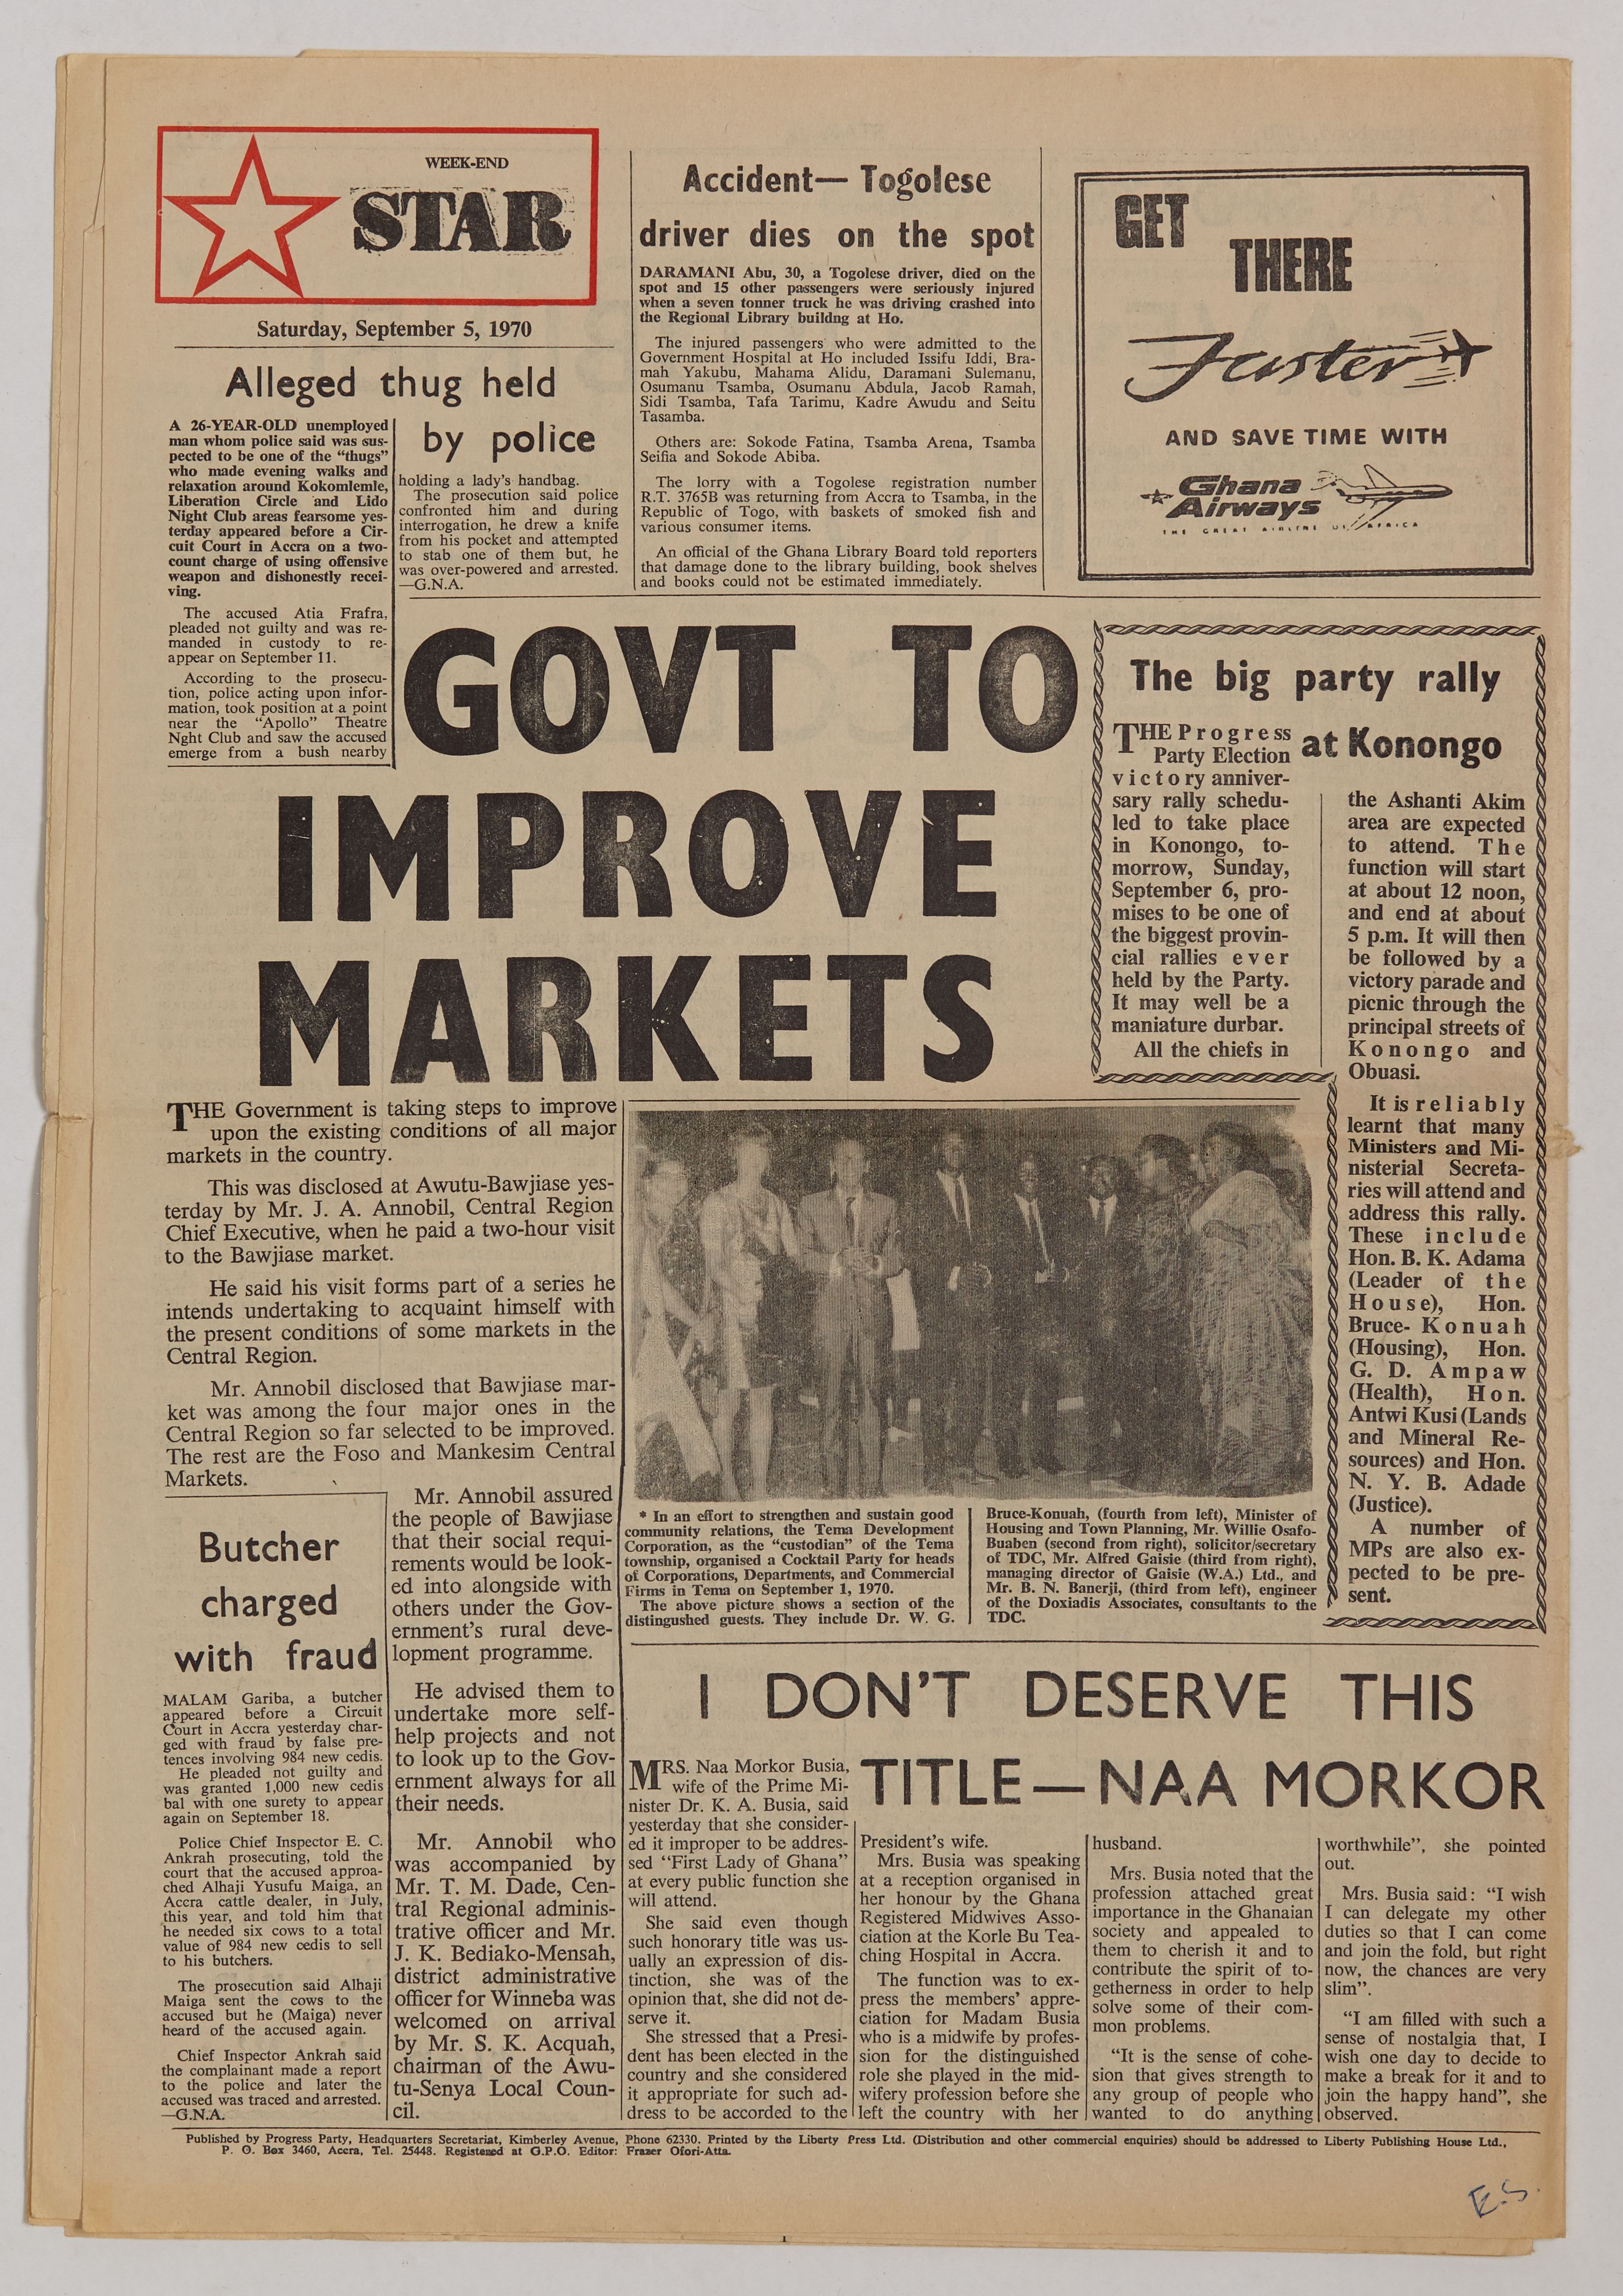 WEEK-END
STAR
Saturday, September 5, 1970
Alleged thug held
by police
A 26-YEAR-OLD unemployed
man whom police said was sus-
pected to be one of the “thugs”
who made evening walks and
relaxation around Kokomlemle,
Liberation Circle and Lido
Night Club areas fearsome yes-
terday appeared before a Cir-
cuit Court in Accra on a two-
count charge of using offensive
weapon and dishonestly recei-
ving.
The accused Atia Frafra,
pleaded not guilty and was re-
manded in custody to re-
appear on September 11.
According to the prosecu-
tion, police acting upon infor-
mation, took position at a point
near the “Apollo” Theatre
Nght Club and saw the accused
emerge from a bush nearby
holding a lady’s handbag.
The prosecution said police
confronted him and during
interrogation, he drew a knife
from his pocket and attempted
to stab one of them but, he
was over-powered and arrested.
—G.N.A.
Accident— Togolese
driver dies on the spot
DARAMANI Abu, 30, a Togolese driver, died on the
spot and 15 other passengers were seriously injured
when a seven tonner truck he was driving crashed into
the Regional Library buildng at Ho.
The injured passengers who were admitted to the
Government Hospital at Ho included Issifu Iddi, Bra-
mah Yakubu, Mahama Alidu, Daramani Sulemanu,
Osumanu Tsamba, Osumanu Abdula, Jacob Ramah,
Sidi Tsamba, Tafa Tarimu, Kadre Awudu and Seitu
Tasamba.
Others are: Sokode Fatina, Tsamba Arena, Tsamba
Seifia and Sokode Abiba.
The lorry with a Togolese registration number
R.T. 3765B was returning from Accra to Tsamba, in the
Republic of Togo, with baskets of smoked fish and
various consumer items.
An official of the Ghana Library Board told reporters
that damage done to the library building, book shelves
and books could not be estimated immediately.
GET
THERE
Faster
AND SAVE TIME WITH
Ghana
Airways
THE GREAT AIRLINE OF AFRICA
GOVT TO
IMPROVE
MARKETS
THE Government is taking steps to improve
upon the existing conditions of all major
markets in the country.
This was disclosed at Awutu-Bawjiase yes-
terday by Mr. J. A. Annobil, Central Region
Chief Executive, when he paid a two-hour visit
to the Bawjiase market.
He said his visit forms part of a series he
intends undertaking to acquaint himself with
the present conditions of some markets in the
Central Region.
Mr. Annobil disclosed that Bawjiase mar-
ket was among the four major ones in the
Central Region so far selected to be improved.
The rest are the Foso and Mankesim Central
Markets.
Mr. Annobil assured
the people of Bawjiase
that their social requi-
rements would be look-
ed into alongside with
others under the Gov-
ernment’s rural deve-
lopment programme.
He advised them to
undertake more self-
help projects and not
to look up to the Gov-
ernment always for all
their needs.
Mr. Annobil who
was accompanied by
Mr. T. M. Dade, Cen-
tral Regional adminis-
trative officer and Mr.
J. K. Bediako-Mensah,
district administrative
officer for Winneba was
welcomed on arrival
by Mr. S. K. Acquah,
chairman of the Awu-
tu-Senya Local Coun-
cil.
The big party rally
at Konongo
THE Progress
Party Election
victory anniver-
sary rally schedu-
led to take place
in Konongo, to-
morrow, Sunday,
September 6, pro-
mises to be one of
the biggest provin-
cial rallies ever
held by the Party.
It may well be a
maniature durbar.
All the chiefs in
the Ashanti Akim
area are expected
to attend. The
function will start
at about 12 noon,
and end at about
5 p.m. It will then
be followed by a
victory parade and
picnic through the
principal streets of
Konongo and
Obuasi.
It is reliably
learnt that many
Ministers and Mi-
nisterial Secreta-
ries will attend and
address this rally.
These include
Hon. B. K. Adama
(Leader of the
House), Hon.
Bruce- Konuah
(Housing), Hon.
G. D. Ampaw
(Health), Hon.
Antwi Kusi (Lands
and Mineral Re-
sources) and Hon.
N. Y. B. Adade
(Justice).
A number of
MPs are also ex-
pected to be pre-
sent.
* In an effort to strengthen and sustain good
community relations, the Tema Development
Corporation, as the “custodian” of the Tema
township, organised a Cocktail Party for heads
of Corporations, Departments, and Commercial
Firms in Tema on September 1, 1970.
The above picture shows a section of the
distingushed guests. They include Dr. W. G.
Bruce-Konuah, (fourth from left), Minister of
Housing and Town Planning, Mr. Willie Osafo-
Buaben (second from right), solicitor/secretary
of TDC, Mr. Alfred Gaisie (third from right),
managing director of Gaisie (W.A.) Ltd., and
Mr. B. N. Banerji, (third from left), engineer
of the Doxiadis Associates, consultants to the
TDC.
Butcher
charged
with fraud
MALAM Gariba, a butcher
appeared before a Circuit
Court in Accra yesterday char-
ged with fraud by false pre-
tences involving 984 new cedis.
He pleaded not guilty and
was granted 1,000 new cedis
bal with one surety to appear
again on September 18.
Police Chief Inspector E. C.
Ankrah prosecuting, told the
court that the accused approa-
ched Alhaji Yusufu Maiga, an
Accra cattle dealer, in July,
this year, and told him that
he needed six cows to a total
value of 984 new cedis to sell
to his butchers.
The prosecution said Alhaji
Maiga sent the cows to the
accused but he (Maiga) never
heard of the accused again.
Chief Inspector Ankrah said
the complainant made a report
to the police and later the
accused was traced and arrested.
—G.N.A.
I DON’T DESERVE THIS
TITLE—NAA MORKOR
MRS. Naa Morkor Busia,
wife of the Prime Mi-
nister Dr. K. A. Busia, said
yesterday that she consider-
ed it improper to be addres-
sed “First Lady of Ghana”
at every public function she
will attend.
She said even though
such honorary title was us-
ually an expression of dis-
tinction, she was of the
opinion that, she did not de-
serve it.
She stressed that a Presi-
dent has been elected in the
country and she considered
it appropriate for such ad-
dress to be accorded to the
President’s wife.
Mrs. Busia was speaking
at a reception organised in
her honour by the Ghana
Registered Midwives Asso-
ciation at the Korle Bu Tea-
ching Hospital in Accra.
The function was to ex-
press the members’ appre-
ciation for Madam Busia
who is a midwife by profes-
sion for the distinguished
role she played in the mid-
wifery profession before she
left the country with her
husband.
Mrs. Busia noted that the
profession attached great
importance in the Ghanaian
society and appealed to
them to cherish it and to
contribute the spirit of to-
getherness in order to help
solve some of their com-
mon problems.
“It is the sense of cohe-
sion that gives strength to
any group of people who
wanted to do anything
worthwhile”, she pointed
out.
Mrs. Busia said: “I wish
I can delegate my other
duties so that I can come
and join the fold, but right
now, the chances are very
slim”.
“I am filled with such a
sense of nostalgia that, I
wish one day to decide to
make a break for it and to
join the happy hand”, she
observed.
Published by Progress Party, Headquarters Secretariat, Kimberley Avenue, Phone 62330. Printed by the Liberty Press Ltd. (Distribution and other commercial enquiries) should be addressed to Liberty Publishing House Ltd.,
P. O. Box 3460, Accra, Tel. 25448. Registered at G.P.O. Editor: Frazer Ofori-Atta.
E.S.